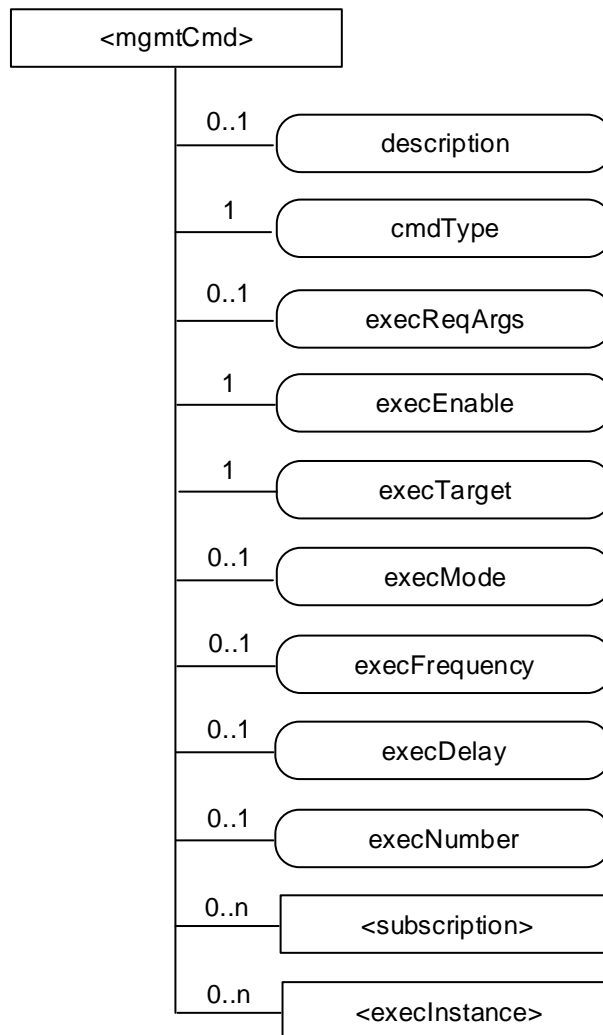 <mgmtCmd>
0..1
description
1
cmdType
0..1
execReqArgs
1
execEnable
1
execTarget
0..1
execMode
0..1
execFrequency
0..1
execDelay
0..1
execNumber
0..n
<subscription>
0..n
<execInstance>